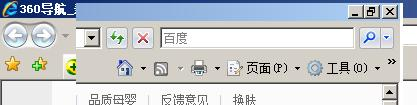 360导航_
百度
页面(P) 工具(O) »
品质母婴 | 反馈意见 | 换肤